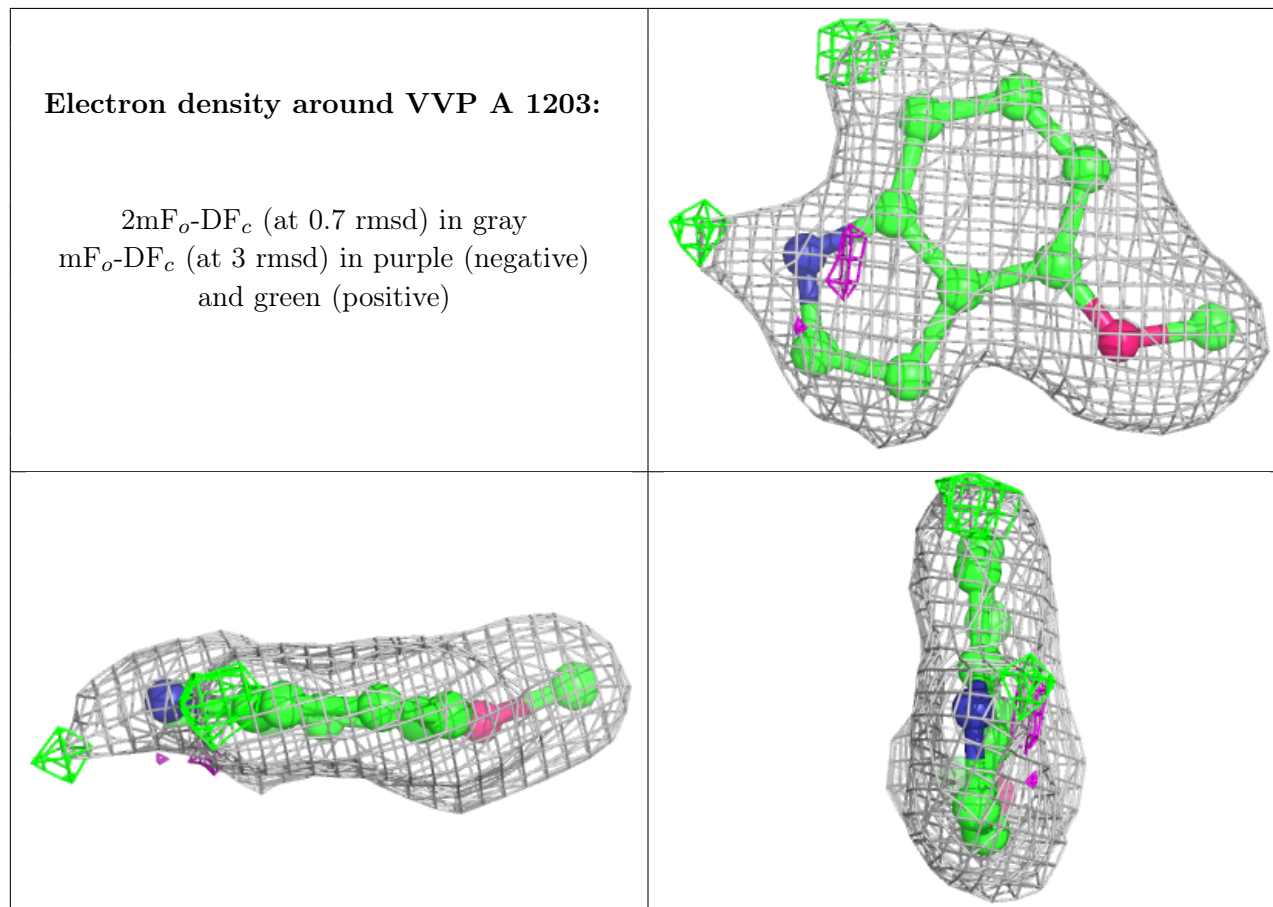 Electron density around VVP A 1203:
2mFo-DFc (at 0.7 rmsd) in gray
mFo-DFc (at 3 rmsd) in purple (negative)
and green (positive)